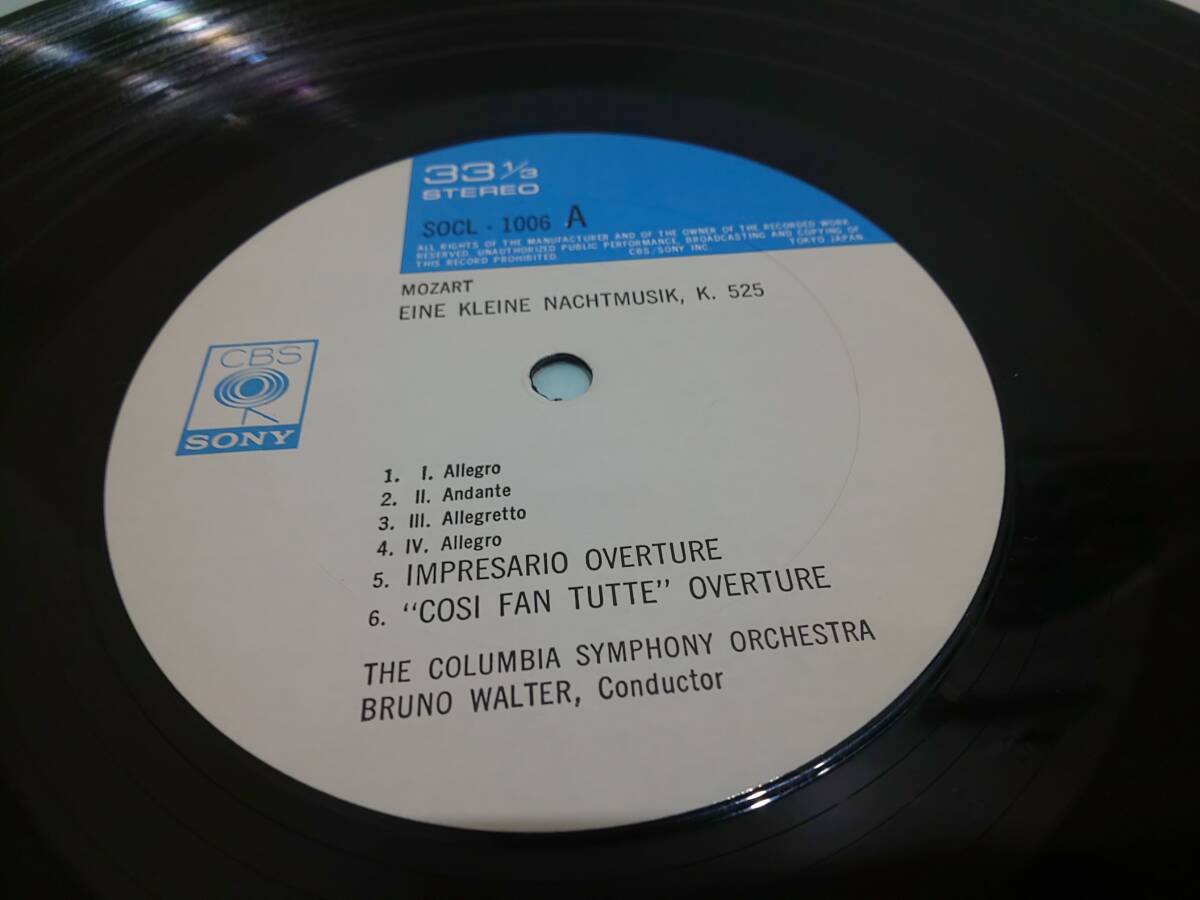 33 1/3
STEREO
SOCL - 1006 A
ALL RIGHTS OF THE MANUFACTURER AND OF THE OWNER OF THE RECORDED WORK
RESERVED. UNAUTHORIZED PUBLIC PERFORMANCE, BROADCASTING AND COPYING OF
THIS RECORD PROHIBITED. CBS/SONY INC. TOKYO JAPAN
MOZART
EINE KLEINE NACHTMUSIK, K. 525
CBS
SONY
1. I. Allegro
2. II. Andante
3. III. Allegretto
4. IV. Allegro
5. IMPRESARIO OVERTURE
6. “COSI FAN TUTTE” OVERTURE
THE COLUMBIA SYMPHONY ORCHESTRA
BRUNO WALTER, Conductor